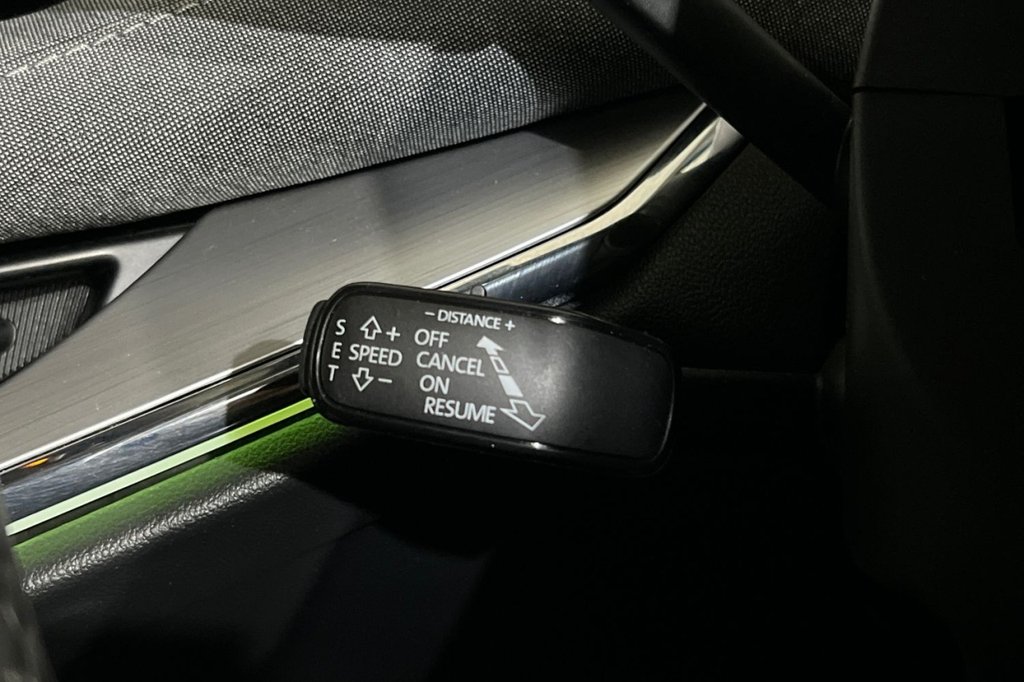 − DISTANCE +
S + OFF
E SPEED CANCEL
T − ON
RESUME